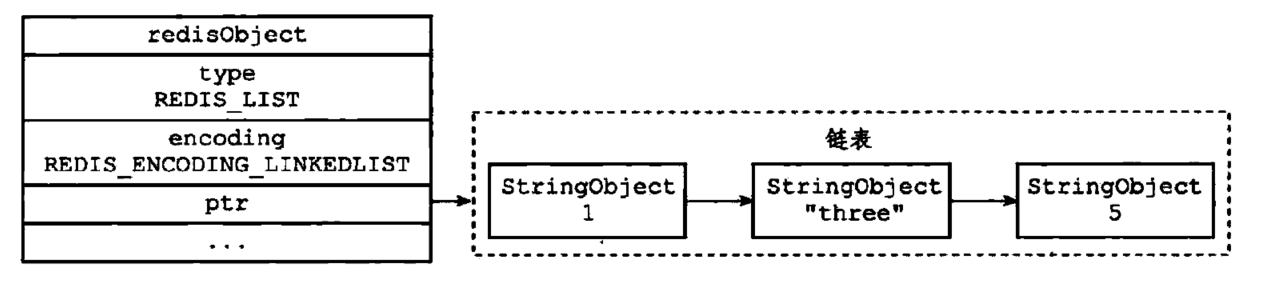 redisObject
type
REDIS_LIST
encoding
REDIS_ENCODING_LINKEDLIST
ptr
...
链表
StringObject
1
StringObject
"three"
StringObject
5